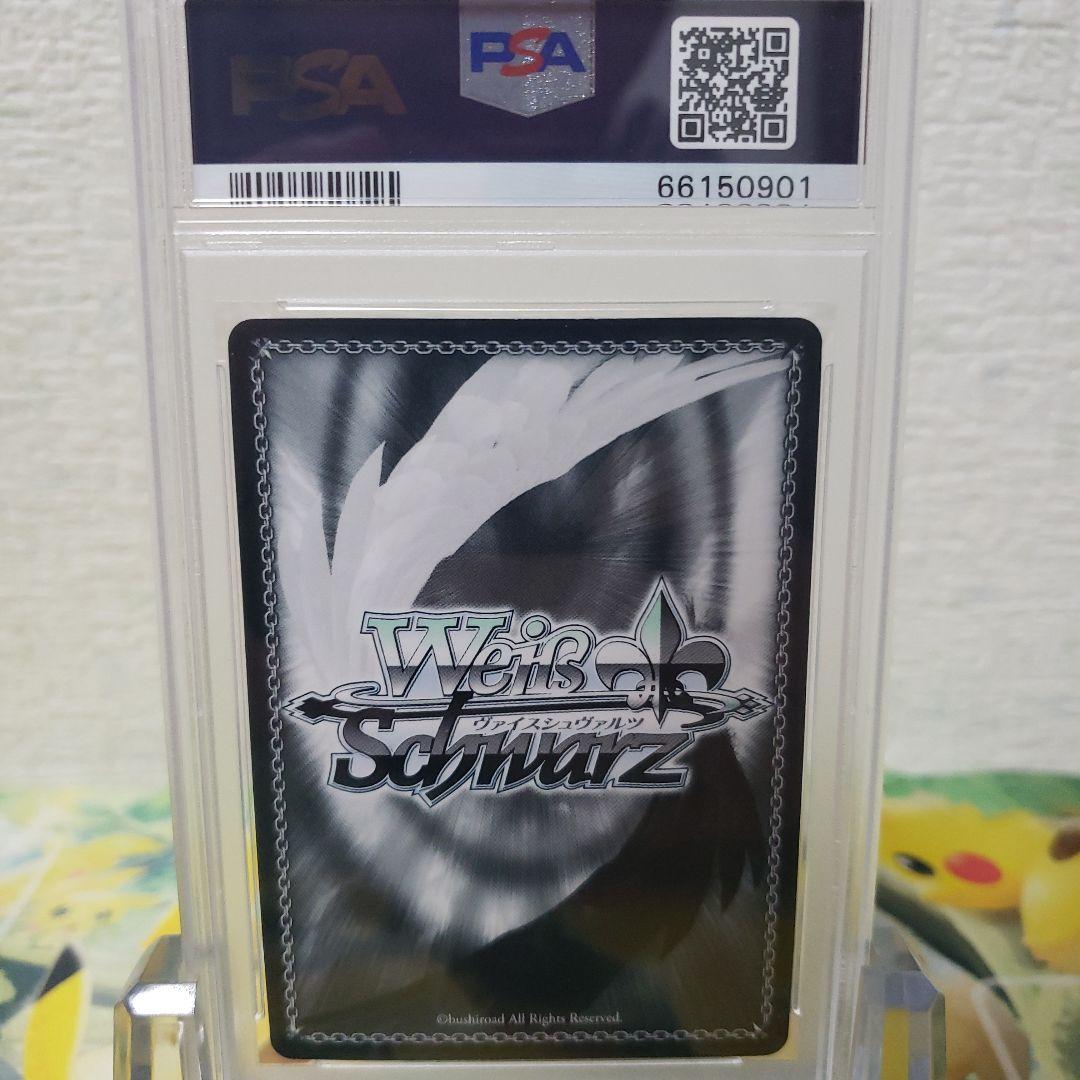 PSA
PSA
66150901
Weiß
ヴァイスシュヴァルツ
Schwarz
©bushiroad All Rights Reserved.